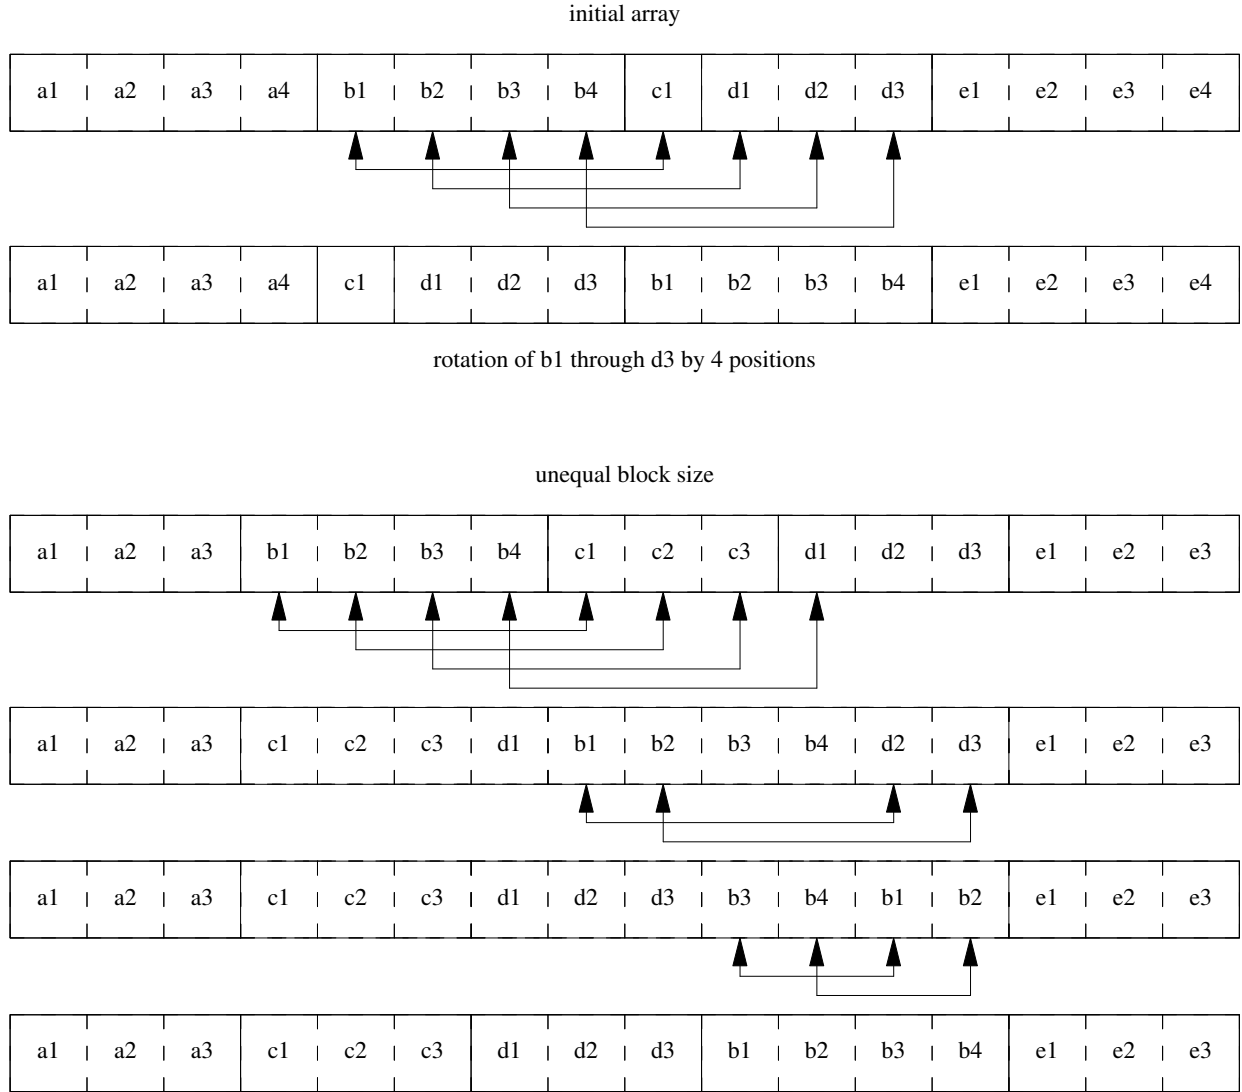 initial array
a1 a2 a3 a4 b1 b2 b3 b4 c1 d1 d2 d3 e1 e2 e3 e4
a1 a2 a3 a4 c1 d1 d2 d3 b1 b2 b3 b4 e1 e2 e3 e4
rotation of b1 through d3 by 4 positions
unequal block size
a1 a2 a3 b1 b2 b3 b4 c1 c2 c3 d1 d2 d3 e1 e2 e3
a1 a2 a3 c1 c2 c3 d1 b1 b2 b3 b4 d2 d3 e1 e2 e3
a1 a2 a3 c1 c2 c3 d1 d2 d3 b3 b4 b1 b2 e1 e2 e3
a1 a2 a3 c1 c2 c3 d1 d2 d3 b1 b2 b3 b4 e1 e2 e3